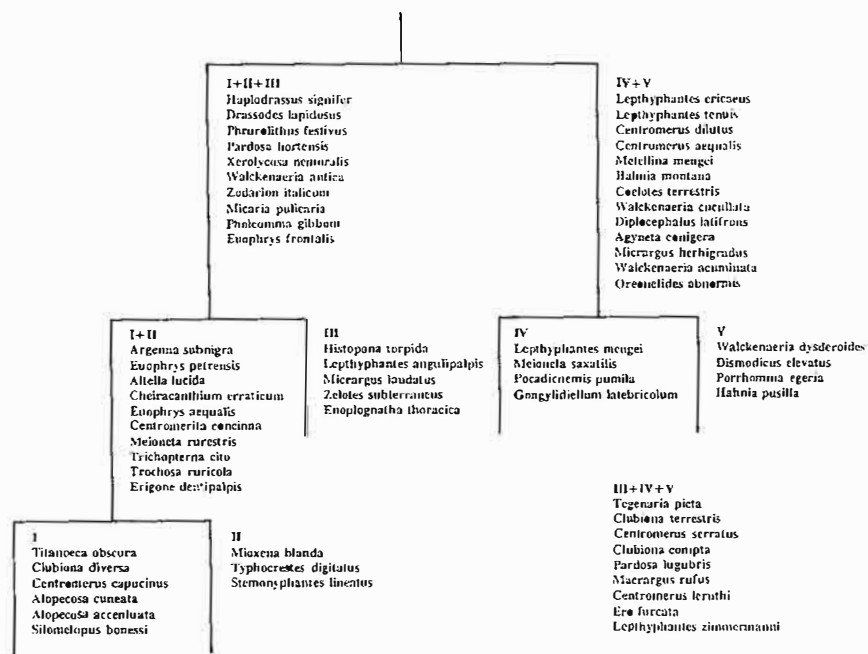 I+II+III
Haplodrassus signifer
Drassodes lapidosus
Phrurolithus festivus
Pardosa hortensis
Xerolycosa nemoralis
Walckenaeria antica
Zodarion italicum
Micaria pulicaria
Pholcomma gibbum
Euophrys frontalis
IV+V
Lepthyphantes ericaeus
Lepthyphantes tenuis
Centromerus dilutus
Centromerus aequalis
Metellina mengei
Hahnia montana
Coelotes terrestris
Walckenaeria cucullata
Diplocephalus latifrons
Agyneta conigera
Micrargus herbigradus
Walckenaeria acuminata
Oreonetides abnormis
I+II
Argenna subnigra
Euophrys petrensis
Altella lucida
Cheiracanthium erraticum
Euophrys aequalis
Centromerita concinna
Meioneta rurestris
Trichopterna cito
Trochosa ruricola
Erigone dentipalpis
III
Histopona torpida
Lepthyphantes angulipalpis
Micrargus laudatus
Zelotes subterraneus
Enoplognatha thoracica
IV
Lepthyphantes mengei
Meioneta saxatilis
Pocadicnemis pumila
Gongylidiellum latebricolum
V
Walckenaeria dysderoides
Dismodicus elevatus
Porrhomma egeria
Hahnia pusilla
I
Titanoeca obscura
Clubiona diversa
Centromerus capucinus
Alopecosa cuneata
Alopecosa accentuata
Silometopus bonessi
II
Mioxena blanda
Typhocrestes digitatus
Stemonyphantes lineatus
III+IV+V
Tegenaria picta
Clubiona terrestris
Centromerus serratus
Clubiona compta
Pardosa lugubris
Macrargus rufus
Centromerus leruthi
Ero furcata
Lepthyphantes zimmermanni